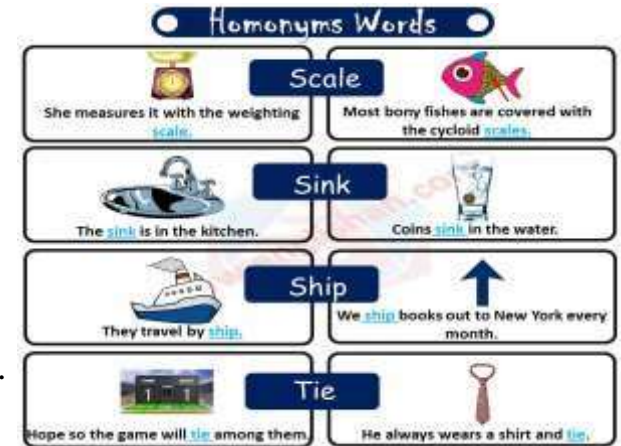 Homonyms Words
Scale
She measures it with the weighting
scale.
Most bony fishes are covered with
the cycloid scales.
Sink
The sink is in the kitchen.
Coins sink in the water.
Ship
They travel by ship.
We ship books out to New York every
month.
Tie
1 1
Hope so the game will tie among them.
He always wears a shirt and tie.